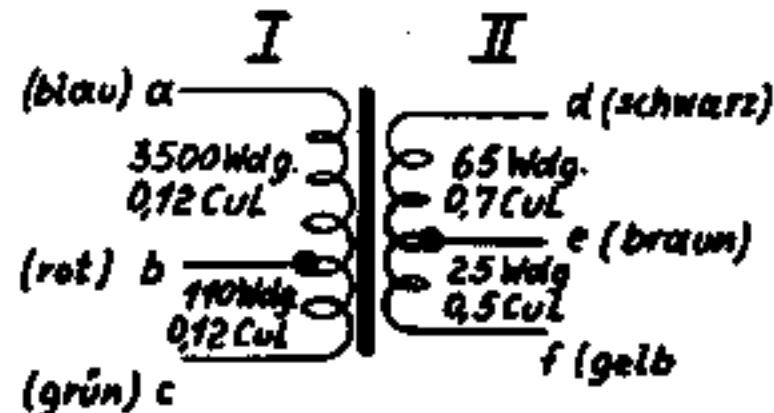 I II
(blau) a
d (schwarz)
3500 Wdg.
0,12 CuL
65 Wdg.
0,7 CuL
e (braun)
(rot) b
110 Wdg.
0,12 CuL
25 Wdg
0,5 CuL
f (gelb
(grün) c